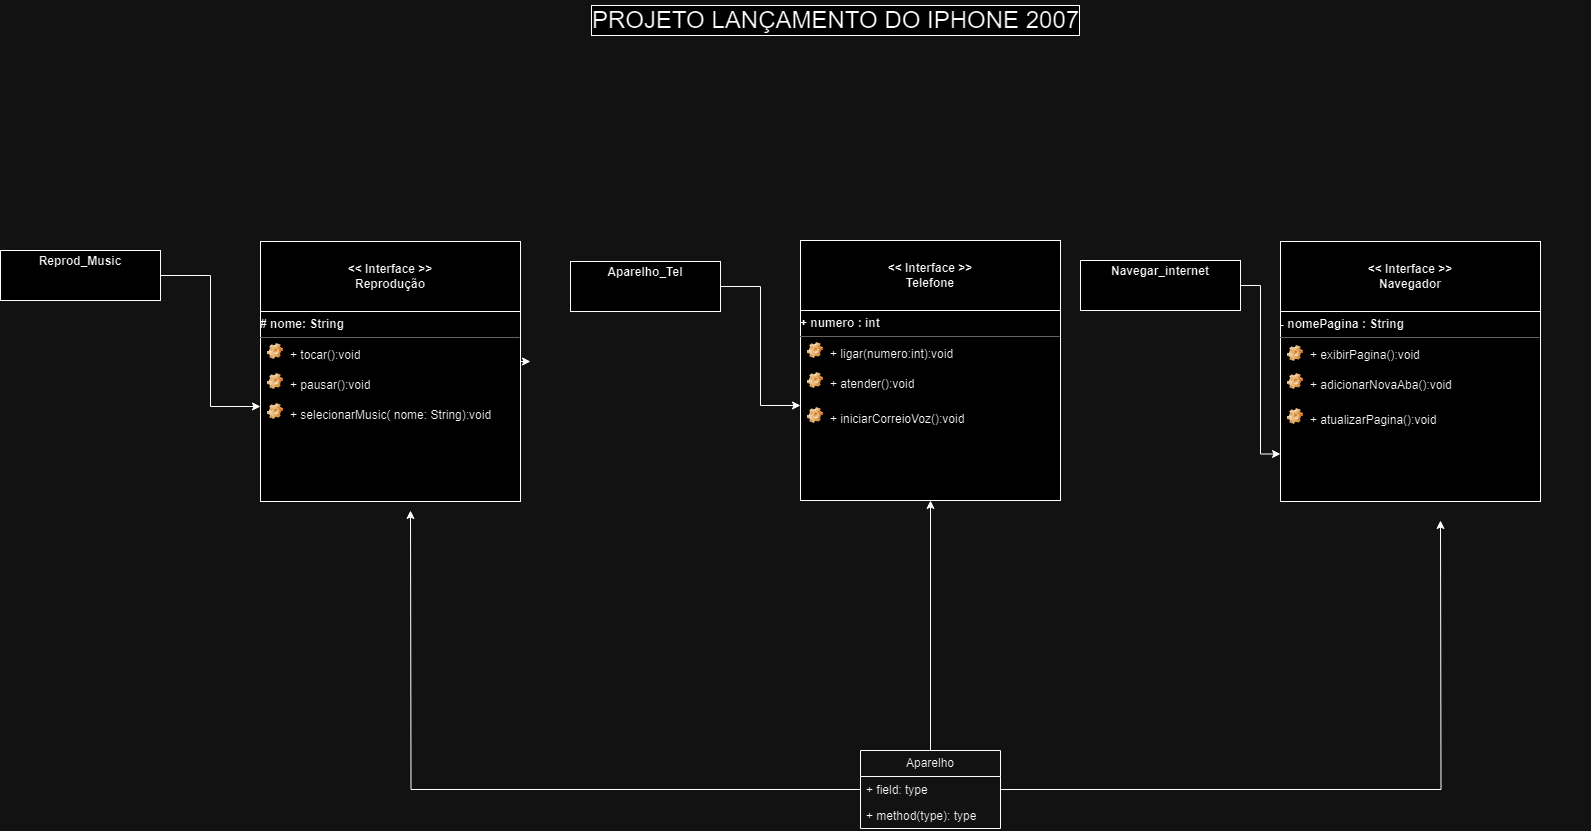 PROJETO LANÇAMENTO DO IPHONE 2007
Reprod_Music
<< Interface >>
Reprodução
# nome: String
+ tocar():void
+ pausar():void
+ selecionarMusic( nome: String):void
Aparelho_Tel
<< Interface >>
Telefone
+ numero : int
+ ligar(numero:int):void
+ atender():void
+ iniciarCorreioVoz():void
Navegar_internet
<< Interface >>
Navegador
- nomePagina : String
+ exibirPagina():void
+ adicionarNovaAba():void
+ atualizarPagina():void
Aparelho
+ field: type
+ method(type): type